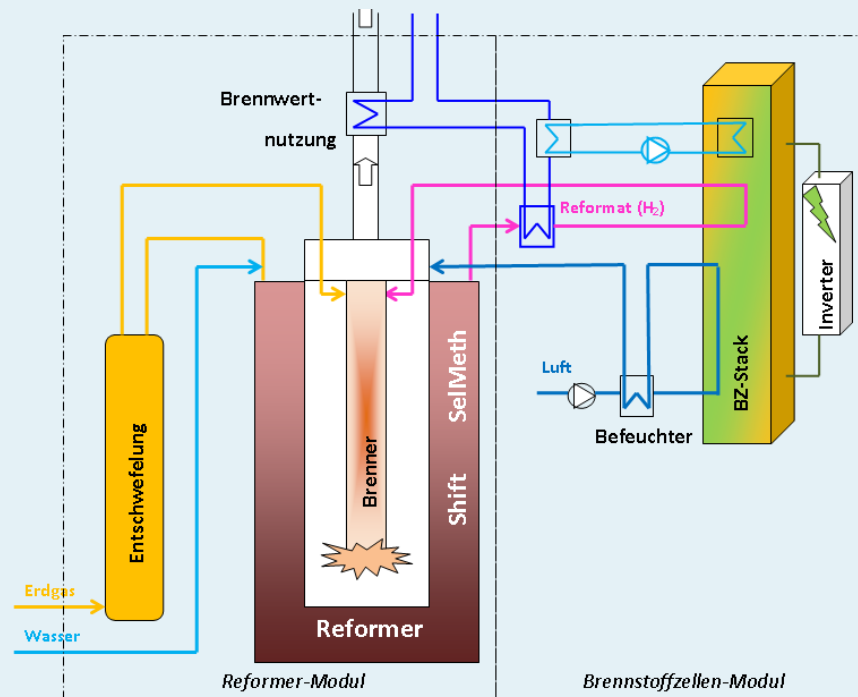 Brennwert-
nutzung
Reformat (H₂)
Inverter
BZ-Stack
Luft
Befeuchter
SelMeth
Shift
Brenner
Entschwefelung
Erdgas
Wasser
Reformer
Reformer-Modul
Brennstoffzellen-Modul